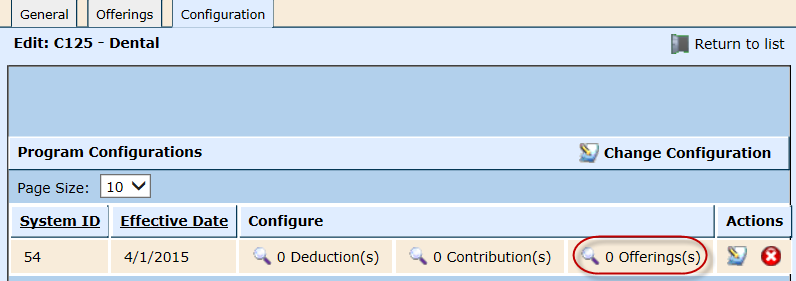 General Offerings Configuration
Edit: C125 - Dental Return to list
Program Configurations Change Configuration
Page Size: 10
System ID Effective Date Configure Actions
54 4/1/2015 0 Deduction(s) 0 Contribution(s) 0 Offerings(s)